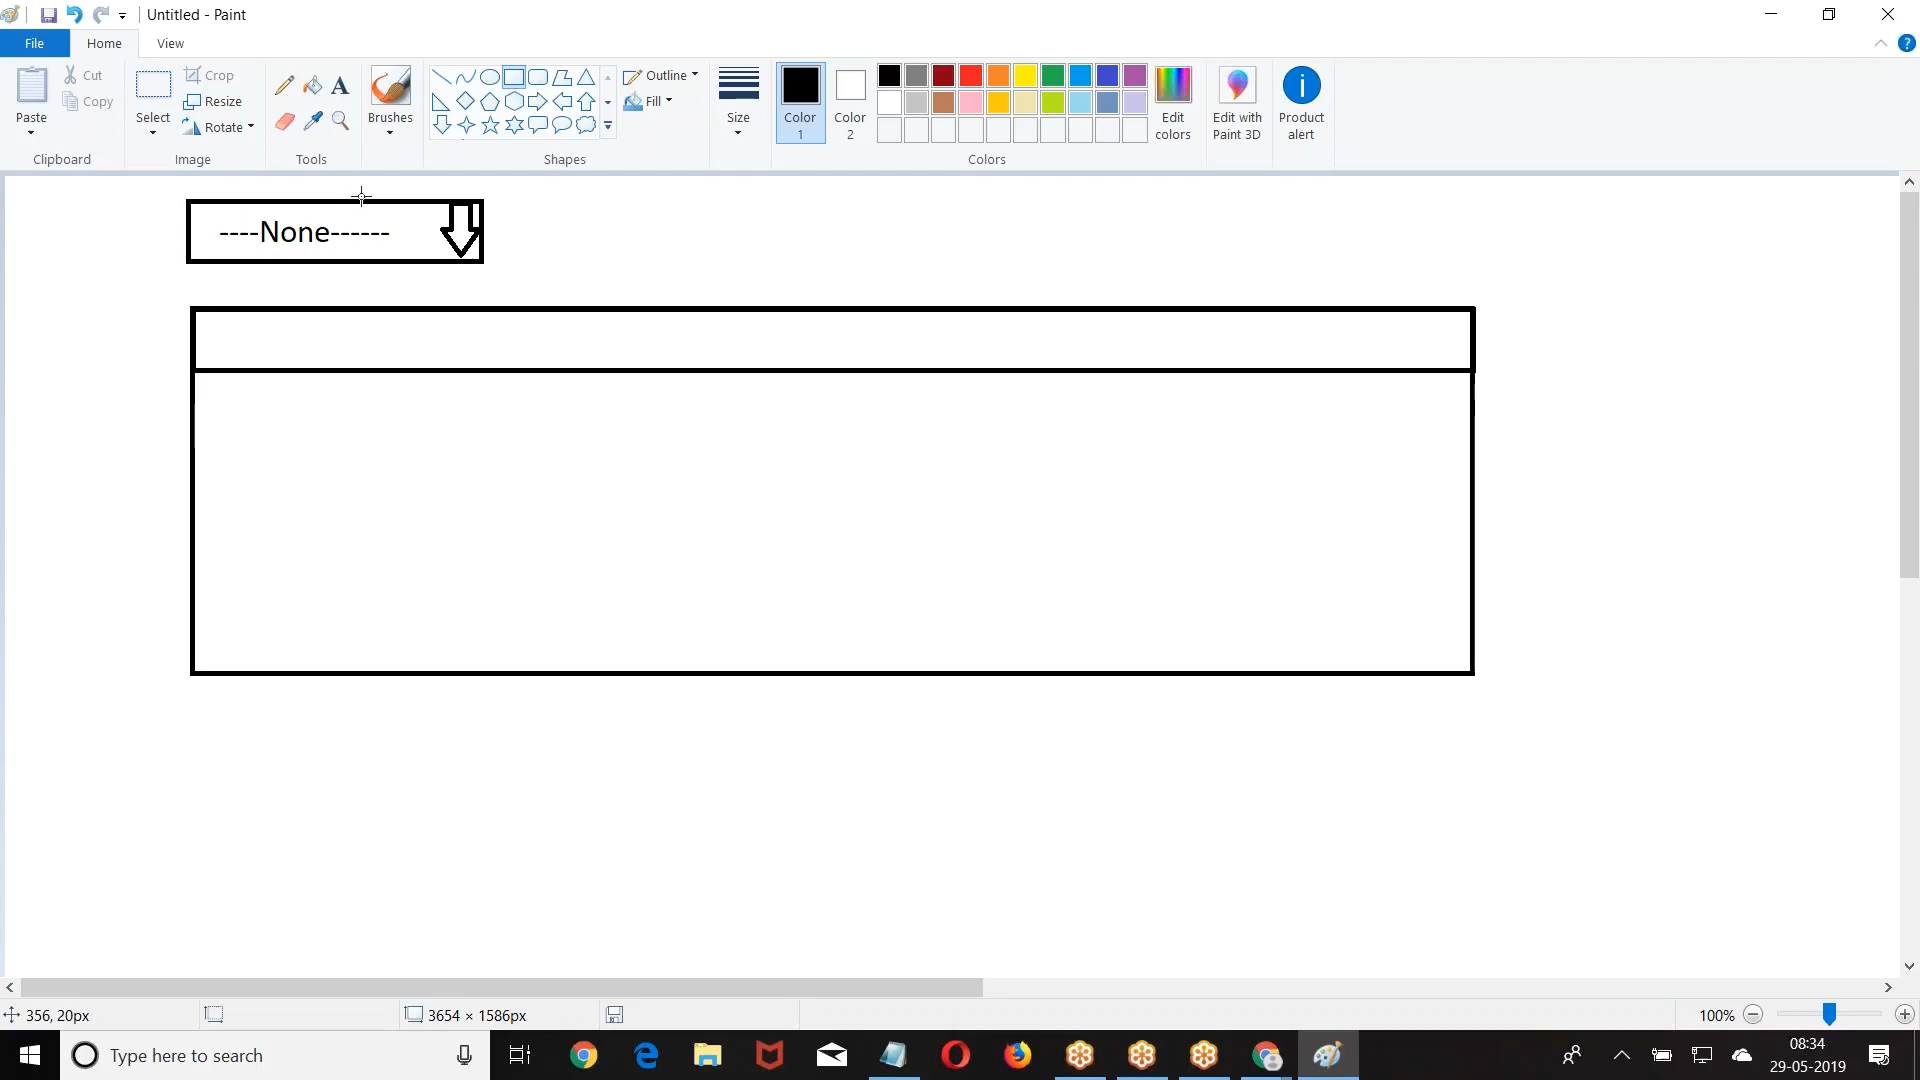 Untitled - Paint
File Home View
Paste Cut Copy Clipboard
Select Crop Resize Rotate Image
Tools
Brushes
Outline Fill Shapes
Size
Color 1 Color 2 Edit colors Colors
Edit with Paint 3D
Product alert
----None------
356, 20px 3654 × 1586px 100%
Type here to search
08:34
29-05-2019